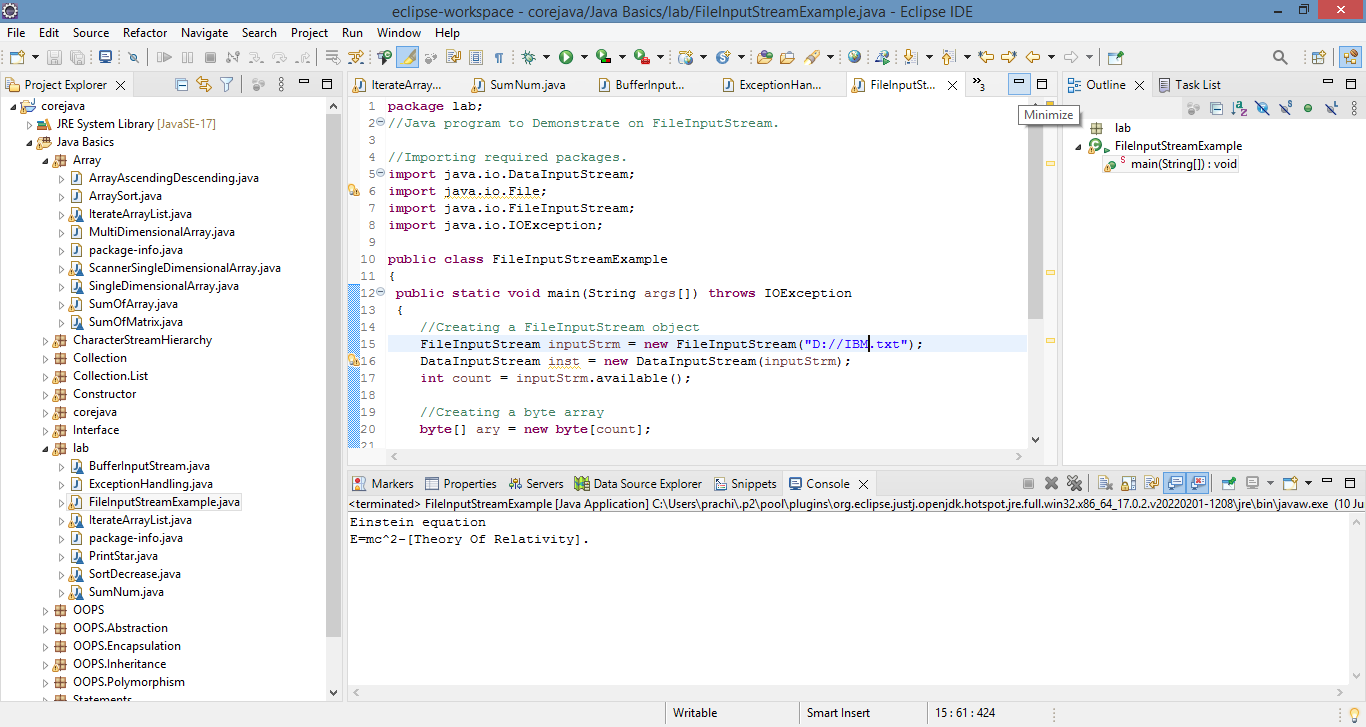 eclipse-workspace - corejava/Java Basics/lab/FileInputStreamExample.java - Eclipse IDE
File Edit Source Refactor Navigate Search Project Run Window Help
Project Explorer
corejava
JRE System Library [JavaSE-17]
Java Basics
Array
ArrayAscendingDescending.java
ArraySort.java
IterateArrayList.java
MultiDimensionalArray.java
package-info.java
ScannerSingleDimensionalArray.java
SingleDimensionalArray.java
SumOfArray.java
SumOfMatrix.java
CharacterStreamHierarchy
Collection
Collection.List
Constructor
corejava
Interface
lab
BufferInputStream.java
ExceptionHandling.java
FileInputStreamExample.java
IterateArrayList.java
package-info.java
PrintStar.java
SortDecrease.java
SumNum.java
OOPS
OOPS.Abstraction
OOPS.Encapsulation
OOPS.Inheritance
OOPS.Polymorphism
Statements
IterateArray... SumNum.java BufferInput... ExceptionHan... FileInputSt... »3
Minimize
1 package lab;
2 //Java program to Demonstrate on FileInputStream.
3
4 //Importing required packages.
5 import java.io.DataInputStream;
6 import java.io.File;
7 import java.io.FileInputStream;
8 import java.io.IOException;
9
10 public class FileInputStreamExample
11 {
12 public static void main(String args[]) throws IOException
13 {
14 //Creating a FileInputStream object
15 FileInputStream inputStrm = new FileInputStream("D://IBM.txt");
16 DataInputStream inst = new DataInputStream(inputStrm);
17 int count = inputStrm.available();
18
19 //Creating a byte array
20 byte[] ary = new byte[count];
21
Outline Task List
lab
FileInputStreamExample
main(String[]) : void
Markers Properties Servers Data Source Explorer Snippets Console
<terminated> FileInputStreamExample [Java Application] C:\Users\prachi\.p2\pool\plugins\org.eclipse.justj.openjdk.hotspot.jre.full.win32.x86_64_17.0.2.v20220201-1208\jre\bin\javaw.exe (10 Ju
Einstein equation
E=mc^2-[Theory Of Relativity].
Writable Smart Insert 15 : 61 : 424